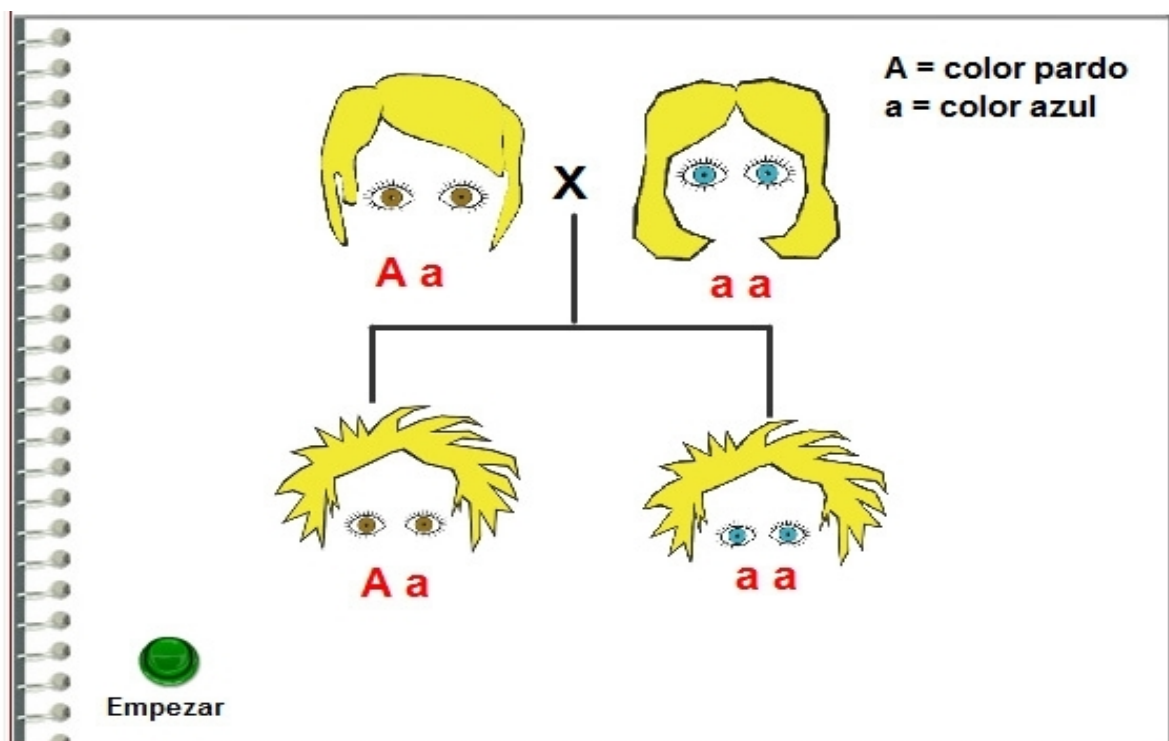 A = color pardo
a = color azul
X
A a
a a
A a
a a
Empezar